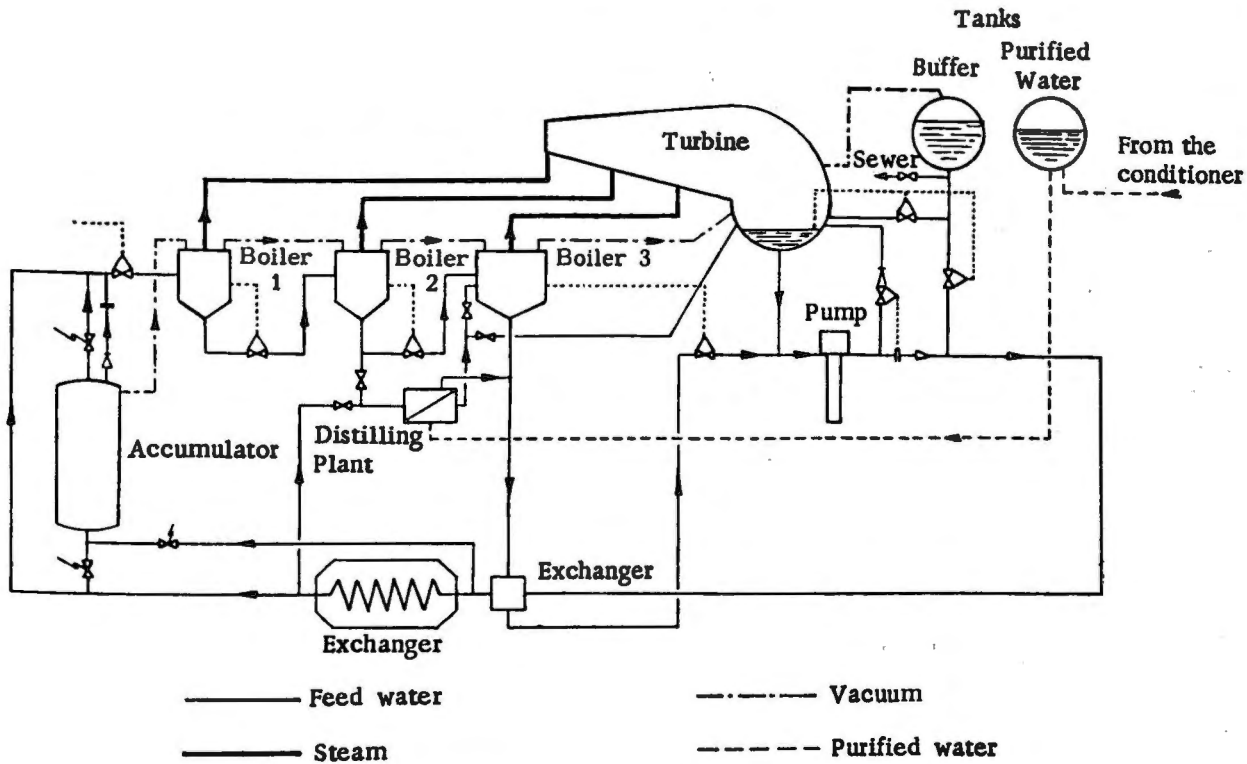 Tanks
Buffer
Purified
Water
Turbine
Sewer
From the
conditioner
Boiler
1
Boiler
2
Boiler 3
Pump
Accumulator
Distilling
Plant
Exchanger
Exchanger
Feed water
Vacuum
Steam
Purified water